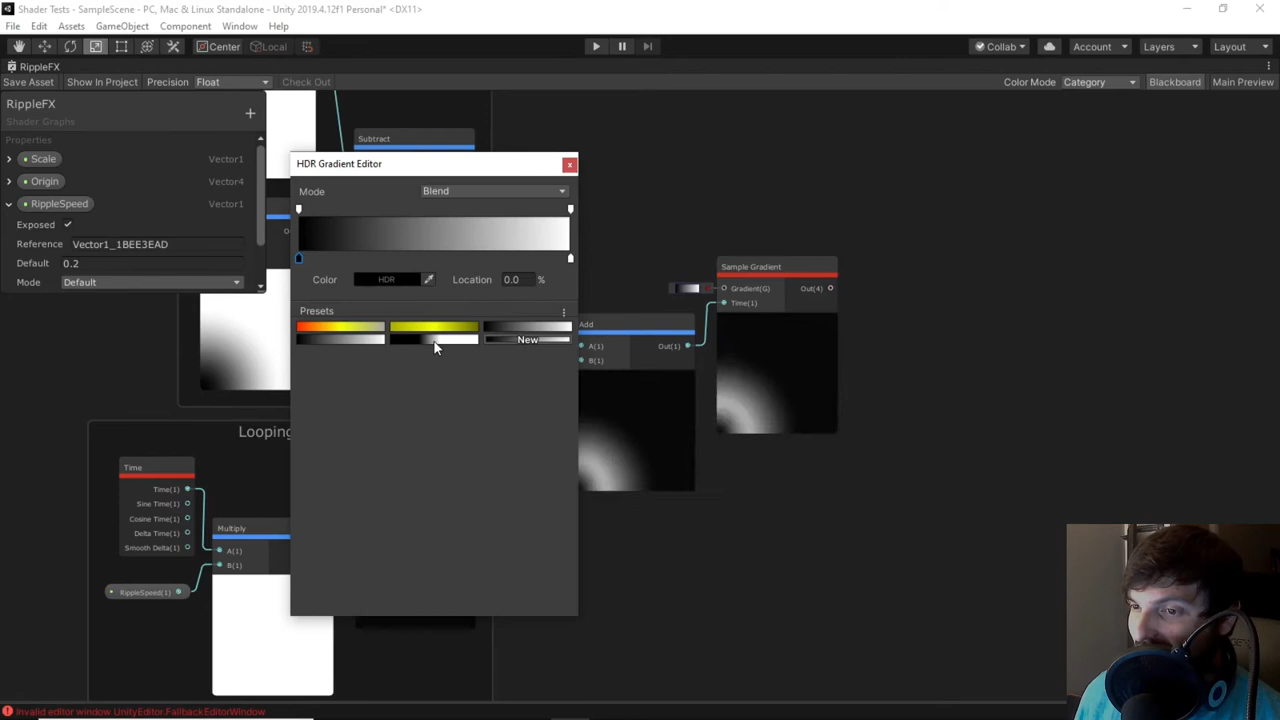 Shader Tests - SampleScene - PC, Mac & Linux Standalone - Unity 2019.4.12f1 Personal* <DX11>
File Edit Assets GameObject Component Window Help
Center Local Collab Account Layers Layout
RippleFX
Save Asset Show In Project Precision Float Check Out Color Mode Category Blackboard Main Preview
RippleFX
Shader Graphs
Properties
Scale Vector1
Origin Vector4
RippleSpeed Vector1
Exposed
Reference Vector1_1BEE3EAD
Default 0.2
Mode Default
Subtract
HDR Gradient Editor
Mode Blend
Color HDR Location 0.0 %
Presets
New
Sample Gradient
Gradient(G) Out(4)
Time(1)
Add
A(1) Out(1)
B(1)
Looping
Time
Time(1)
Sine Time(1)
Cosine Time(1)
Delta Time(1)
Smooth Delta(1)
Multiply
A(1)
B(1)
RippleSpeed(1)
Invalid editor window UnityEditor.FallbackEditorWindow